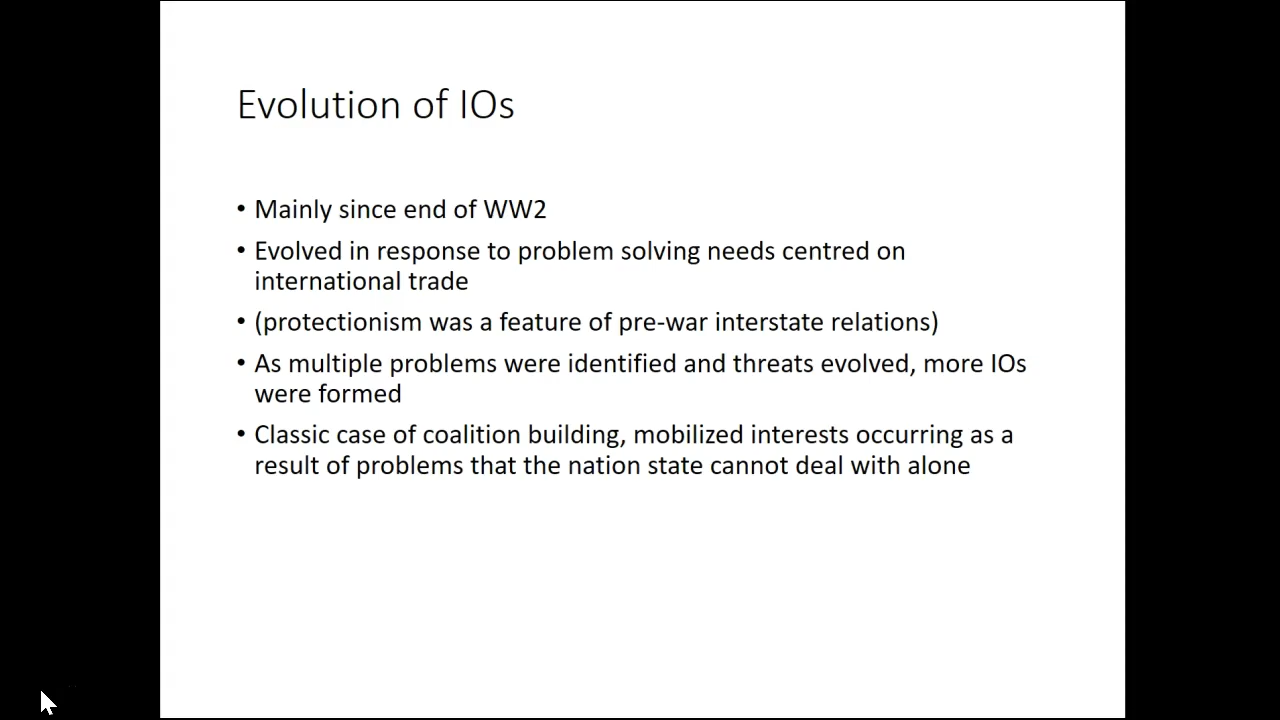 Evolution of IOs
• Mainly since end of WW2
• Evolved in response to problem solving needs centred on
international trade
• (protectionism was a feature of pre-war interstate relations)
• As multiple problems were identified and threats evolved, more IOs
were formed
• Classic case of coalition building, mobilized interests occurring as a
result of problems that the nation state cannot deal with alone